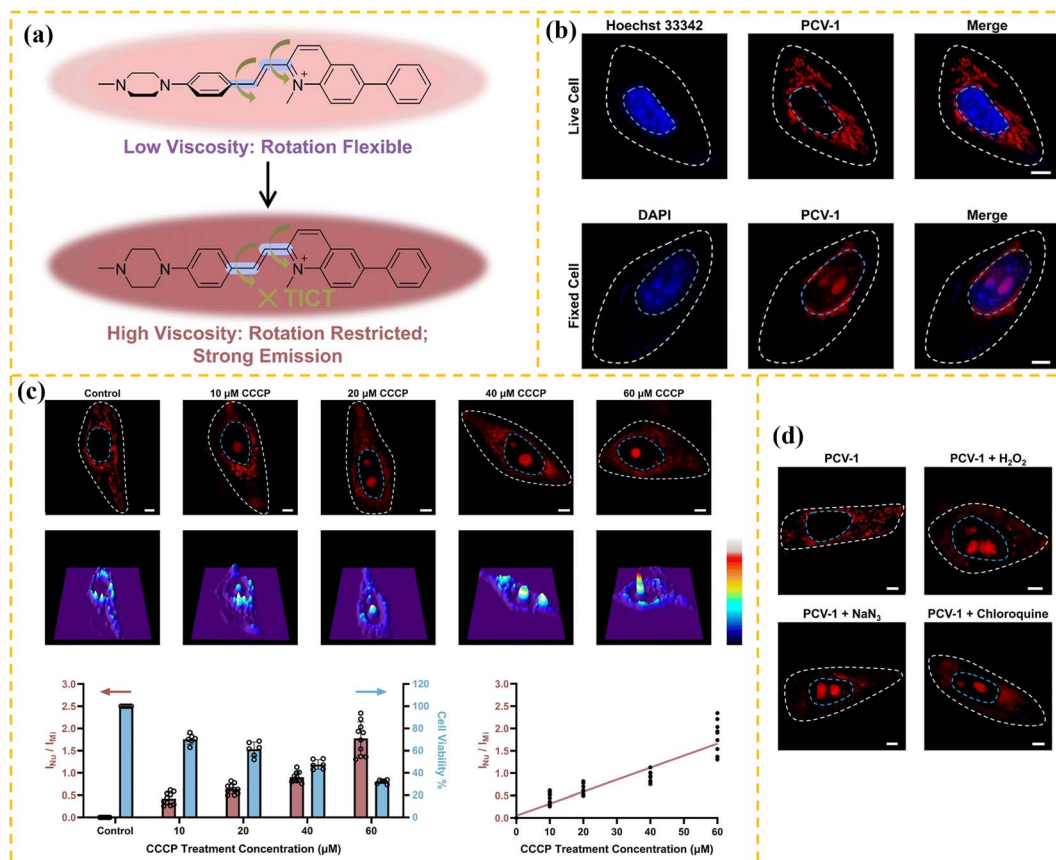 (a)
N
N
N
+
Low Viscosity: Rotation Flexible
N
N
N
+
× TICT
High Viscosity: Rotation Restricted;
Strong Emission
(b)
Hoechst 33342 PCV-1 Merge
Live Cell
DAPI PCV-1 Merge
Fixed Cell
(c)
Control 10 μM CCCP 20 μM CCCP 40 μM CCCP 60 μM CCCP
3.0
2.5
2.0
1.5
1.0
0.5
0.0
I_Nu / I_Mi
120
100
80
60
40
20
0
Cell Viability %
Control 10 20 40 60
CCCP Treatment Concentration (μM)
3.0
2.5
2.0
1.5
1.0
0.5
0.0
I_Nu / I_Mi
0 10 20 30 40 50 60
CCCP Treatment Concentration (μM)
(d)
PCV-1 PCV-1 + H₂O₂
PCV-1 + NaN₃ PCV-1 + Chloroquine